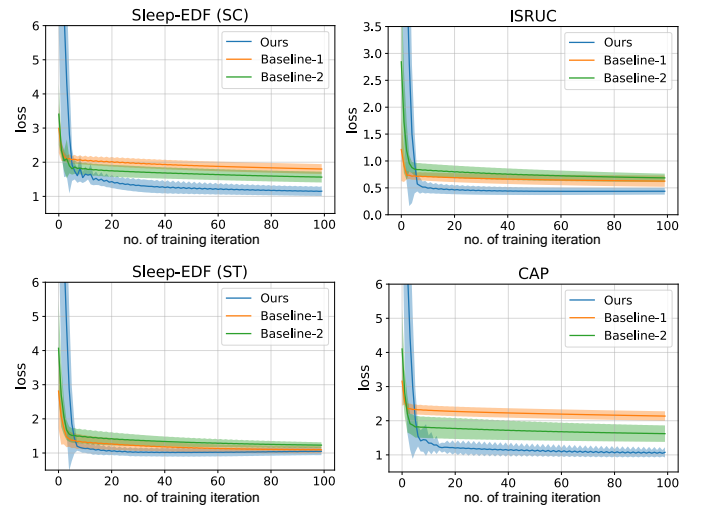 Sleep-EDF (SC)
6
5
4
3
2
1
loss
0
20
40
60
80
100
no. of training iteration
Ours
Baseline-1
Baseline-2
ISRUC
3.5
3.0
2.5
2.0
1.5
1.0
0.5
0.0
loss
0
20
40
60
80
100
no. of training iteration
Ours
Baseline-1
Baseline-2
Sleep-EDF (ST)
6
5
4
3
2
1
loss
0
20
40
60
80
100
no. of training iteration
Ours
Baseline-1
Baseline-2
CAP
6
5
4
3
2
1
loss
0
20
40
60
80
100
no. of training iteration
Ours
Baseline-1
Baseline-2